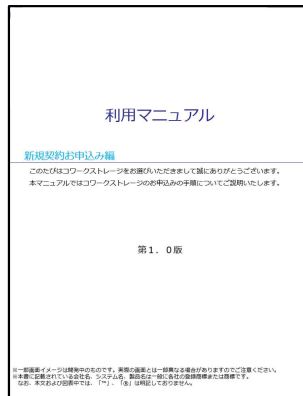 利用マニュアル
新規契約お申込み編
このたびはコワークストレージをお選びいただきまして誠にありがとうございます。
本マニュアルではコワークストレージのお申込みの手順についてご説明いたします。
第1．0版
※一部画面イメージは開発中のものです。実際の画面とは一部異なる場合がありますのでご注意ください。
※本書に記載されている会社名、システム名、製品名は一般に各社の登録商標または商標です。
なお、本文および図表中では、「™」、「®」は明記しておりません。